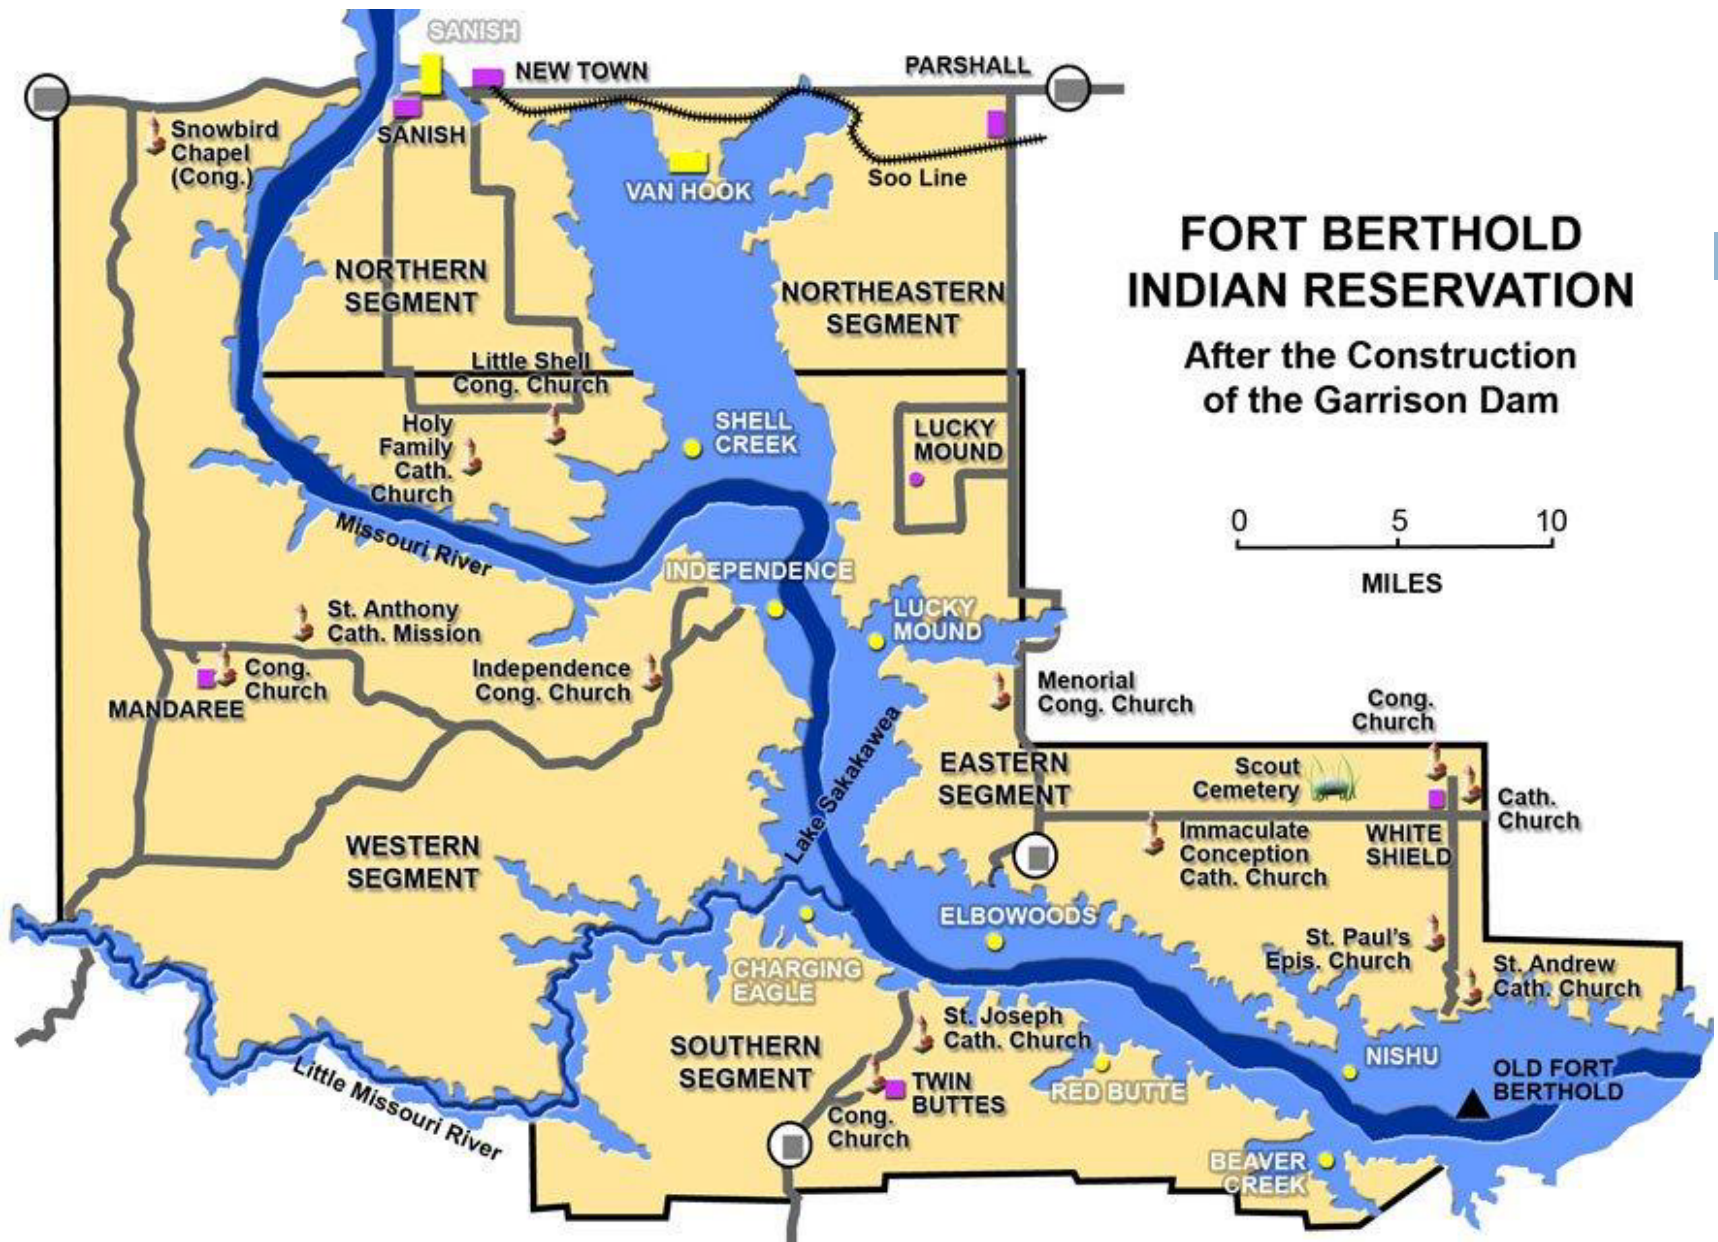 SANISH
NEW TOWN
PARSHALL
Snowbird
Chapel
(Cong.)
SANISH
VAN HOOK
Soo Line
FORT BERTHOLD
INDIAN RESERVATION
After the Construction
of the Garrison Dam
NORTHERN
SEGMENT
NORTHEASTERN
SEGMENT
Little Shell
Cong. Church
Holy
Family
Cath.
Church
SHELL
CREEK
LUCKY
MOUND
0 5 10
MILES
Missouri River
INDEPENDENCE
LUCKY
MOUND
St. Anthony
Cath. Mission
Cong.
Church
MANDAREE
Independence
Cong. Church
Menorial
Cong. Church
Cong.
Church
Lake Sakakawea
EASTERN
SEGMENT
Scout
Cemetery
Cath.
Church
Immaculate
Conception
Cath. Church
WHITE
SHIELD
WESTERN
SEGMENT
ELBOWOODS
St. Paul's
Epis. Church
St. Andrew
Cath. Church
CHARGING
EAGLE
St. Joseph
Cath. Church
SOUTHERN
SEGMENT
TWIN
BUTTES
Cong.
Church
RED BUTTE
NISHU
OLD FORT
BERTHOLD
Little Missouri River
BEAVER
CREEK